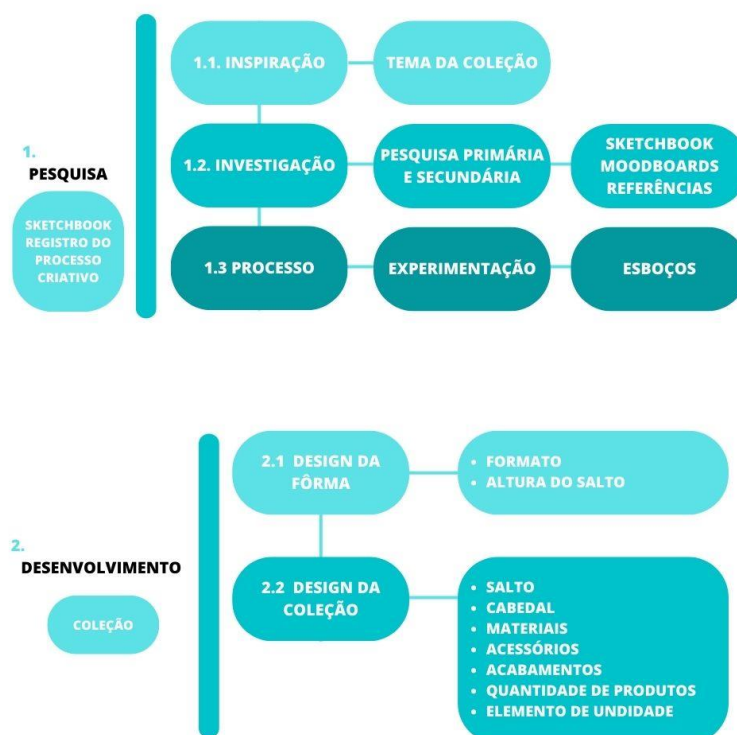 1.
PESQUISA
SKETCHBOOK
REGISTRO DO
PROCESSO
CRIATIVO
1.1. INSPIRAÇÃO
TEMA DA COLEÇÃO
1.2. INVESTIGAÇÃO
PESQUISA PRIMÁRIA
E SECUNDÁRIA
SKETCHBOOK
MOODBOARDS
REFERÊNCIAS
1.3 PROCESSO
EXPERIMENTAÇÃO
ESBOÇOS
2.
DESENVOLVIMENTO
COLEÇÃO
2.1 DESIGN DA
FÔRMA
• FORMATO
• ALTURA DO SALTO
2.2 DESIGN DA
COLEÇÃO
• SALTO
• CABEDAL
• MATERIAIS
• ACESSÓRIOS
• ACABAMENTOS
• QUANTIDADE DE PRODUTOS
• ELEMENTO DE UNDIDADE